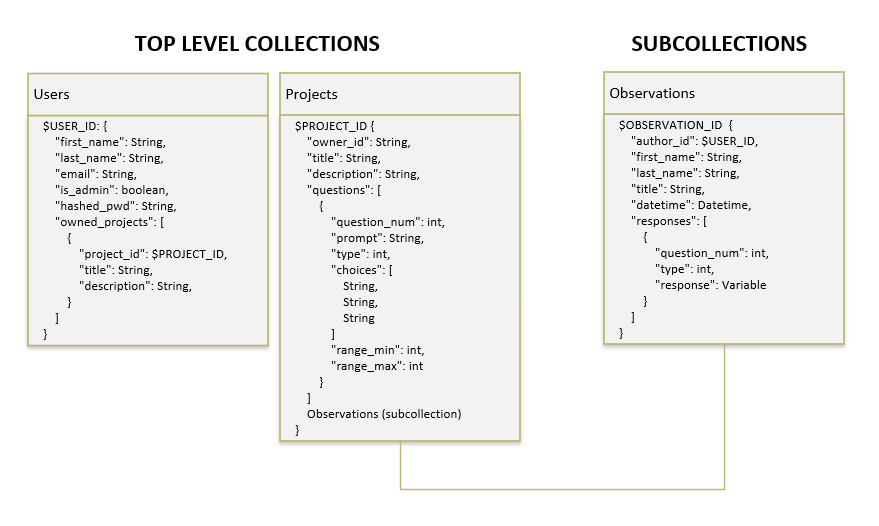 TOP LEVEL COLLECTIONS
SUBCOLLECTIONS
Users
$USER_ID: {
"first_name": String,
"last_name": String,
"email": String,
"is_admin": boolean,
"hashed_pwd": String,
"owned_projects": [
{
"project_id": $PROJECT_ID,
"title": String,
"description": String,
}
]
}
Projects
$PROJECT_ID {
"owner_id": String,
"title": String,
"description": String,
"questions": [
{
"question_num": int,
"prompt": String,
"type": int,
"choices": [
String,
String,
String
]
"range_min": int,
"range_max": int
}
]
Observations (subcollection)
}
Observations
$OBSERVATION_ID {
"author_id": $USER_ID,
"first_name": String,
"last_name": String,
"title": String,
"datetime": Datetime,
"responses": [
{
"question_num": int,
"type": int,
"response": Variable
}
]
}